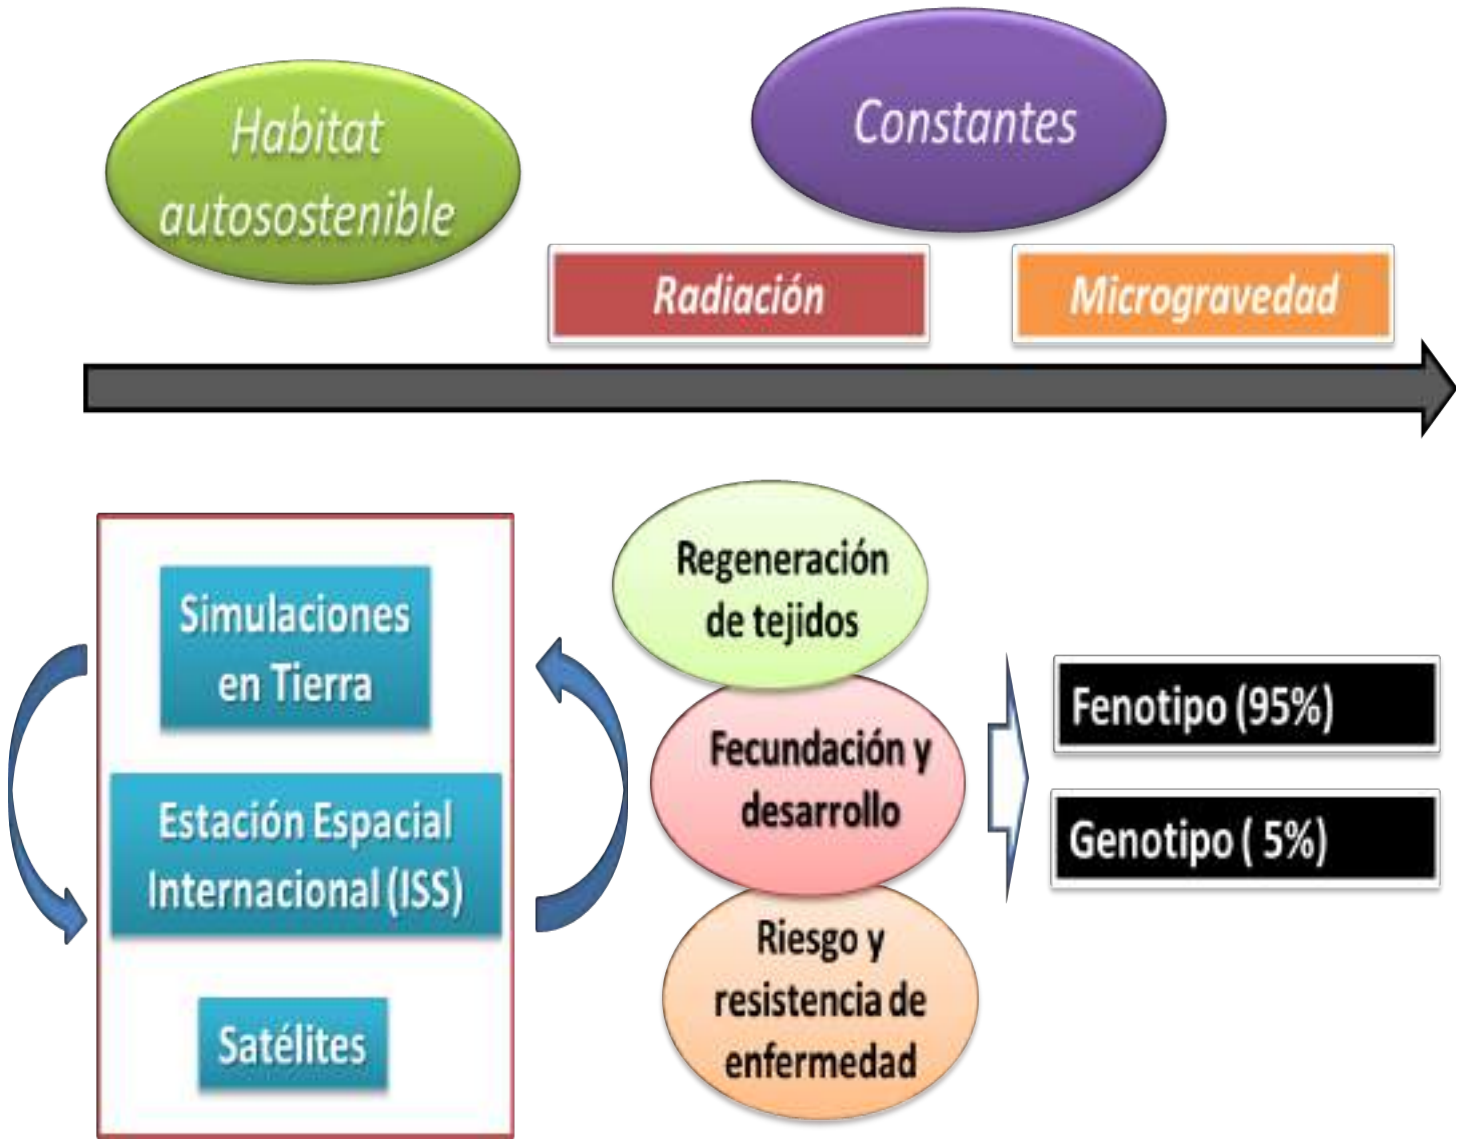 Habitat
autosostenible
Constantes
Radiación
Microgravedad
Simulaciones
en Tierra
Estación Espacial
Internacional (ISS)
Satélites
Regeneración
de tejidos
Fecundación y
desarrollo
Riesgo y
resistencia de
enfermedad
Fenotipo (95%)
Genotipo ( 5%)